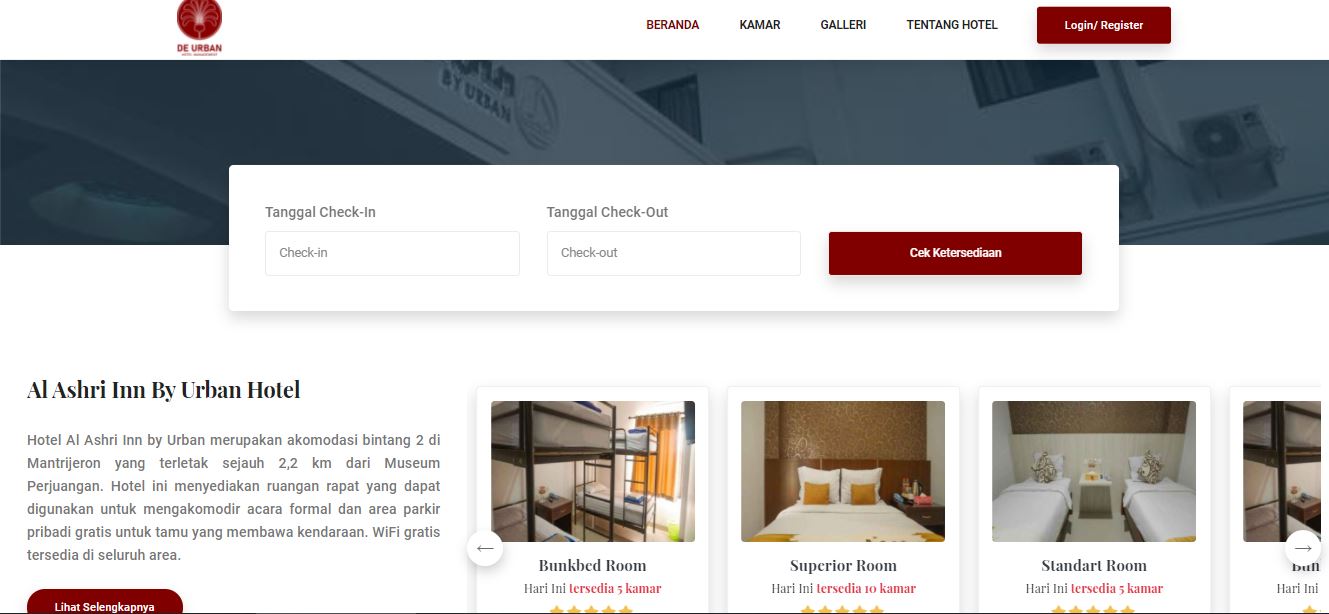 DE URBAN
BERANDA
KAMAR
GALLERI
TENTANG HOTEL
Login/ Register
BY URBAN
Tanggal Check-In
Tanggal Check-Out
Check-in
Check-out
Cek Ketersediaan
Al Ashri Inn By Urban Hotel
Hotel Al Ashri Inn by Urban merupakan akomodasi bintang 2 di
Mantrijeron yang terletak sejauh 2,2 km dari Museum
Perjuangan. Hotel ini menyediakan ruangan rapat yang dapat
digunakan untuk mengakomodir acara formal dan area parkir
pribadi gratis untuk tamu yang membawa kendaraan. WiFi gratis
tersedia di seluruh area.
Lihat Selengkapnya
Bunkbed Room
Hari Ini tersedia 5 kamar
Superior Room
Hari Ini tersedia 10 kamar
Standart Room
Hari Ini tersedia 5 kamar
Hari Ini